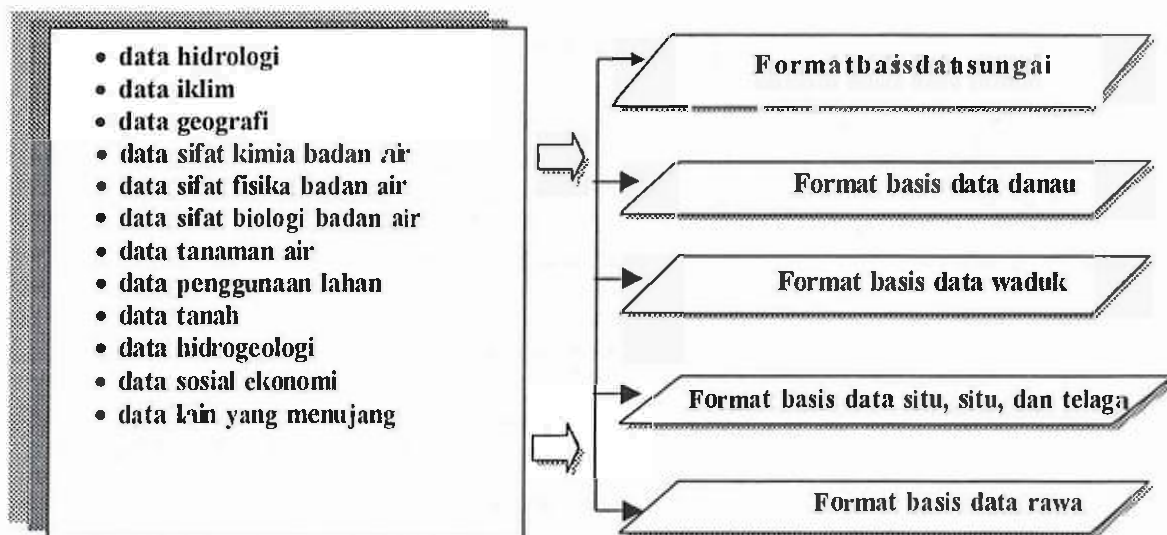 • data hidrologi
• data iklim
• data geografi
• data sifat kimia badan air
• data sifat fisika badan air
• data sifat biologi badan air
• data tanaman air
• data penggunaan lahan
• data tanah
• data hidrogeologi
• data sosial ekonomi
• data lain yang menujang
Formatbaisdatsungai
Format basis data danau
Format basis data waduk
Format basis data situ, situ, dan telaga
Format basis data rawa